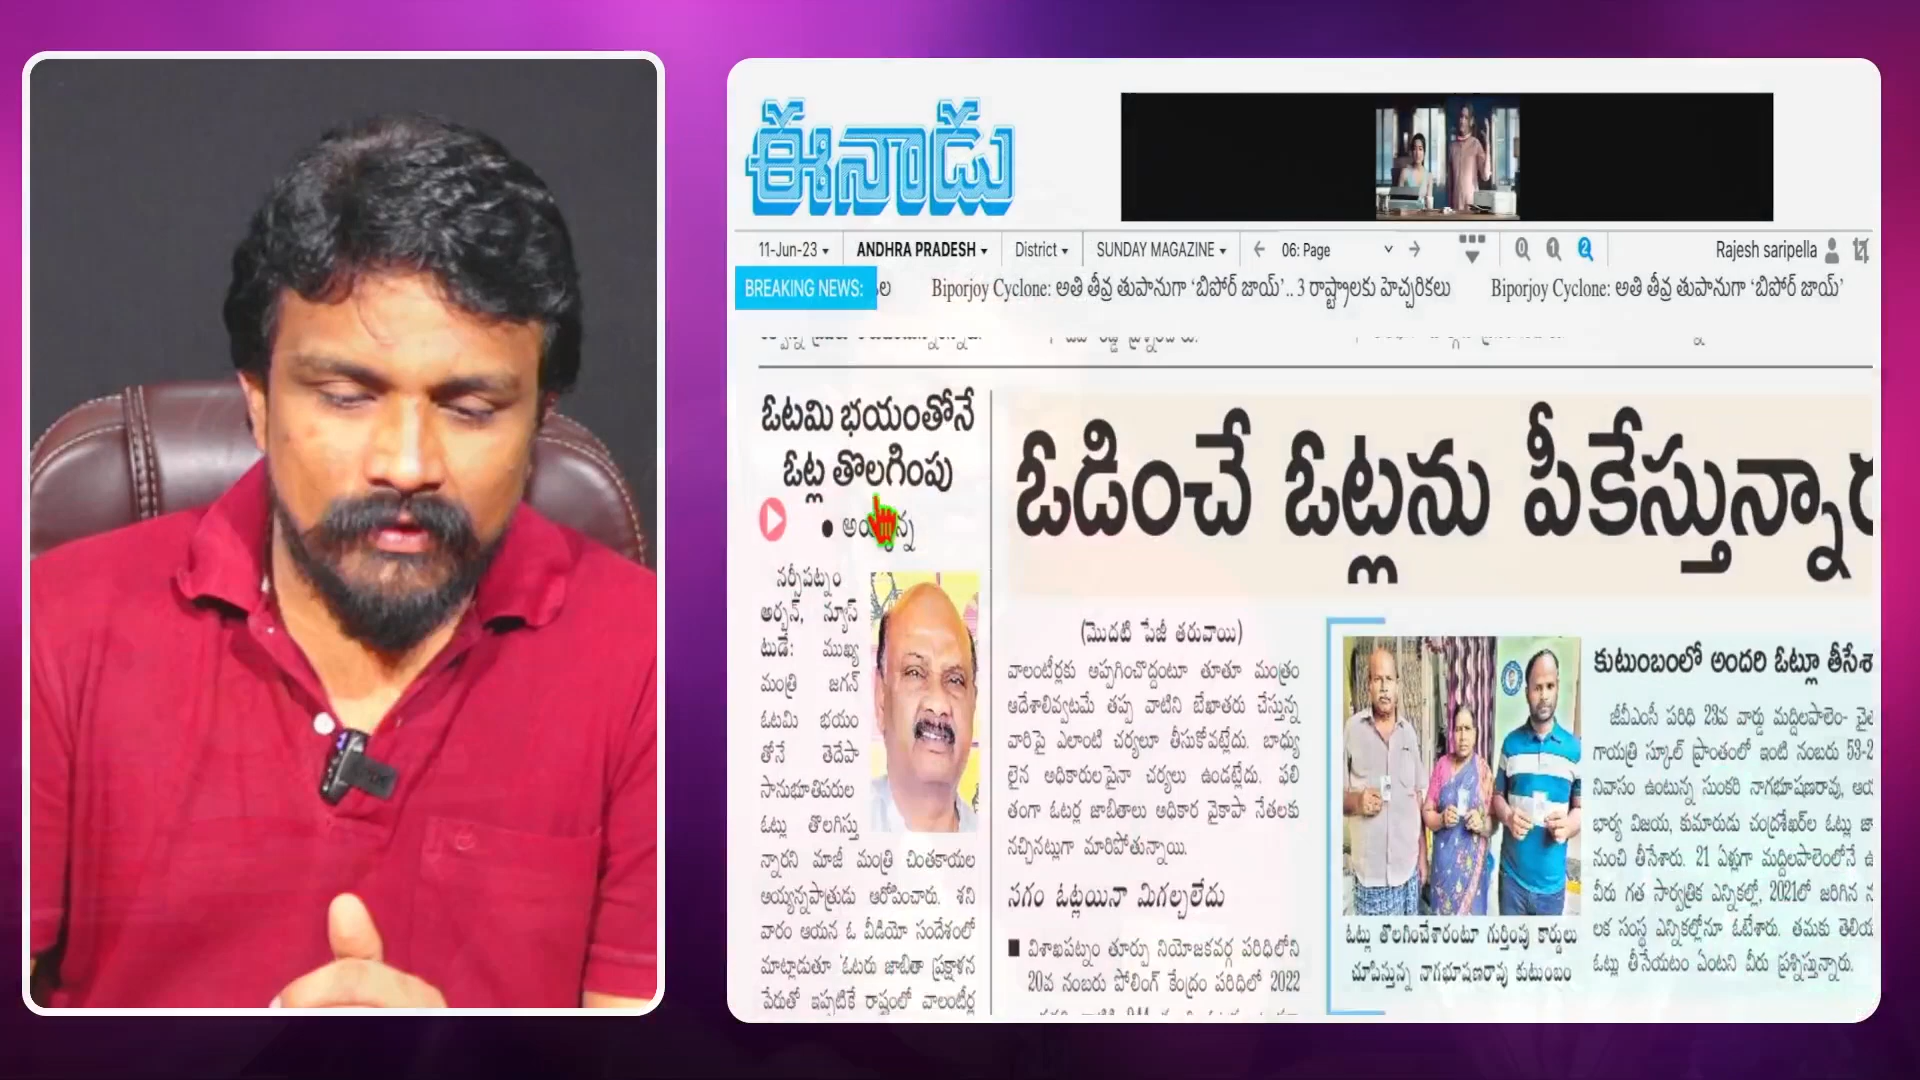 ఈనాడు
11-Jun-23 ANDHRA PRADESH District SUNDAY MAGAZINE 06: Page 0 1 2 Rajesh saripella
BREAKING NEWS: ల Biporjoy Cyclone: అతి తీవ్ర తుపానుగా ‘బిపోర్ జాయ్’.. 3 రాష్ట్రాలకు హెచ్చరికలు Biporjoy Cyclone: అతి తీవ్ర తుపానుగా ‘బిపోర్ జాయ్’
ఓటమి భయంతోనే
ఓట్ల తొలగింపు
నర్సీపట్నం
అర్బన్, న్యూస్
టుడే: ముఖ్య
మంత్రి జగన్
ఓటమి భయం
తోనే తెదేపా
సానుభూతిపరుల
ఓట్లు తొలగిస్తు
న్నారని మాజీ మంత్రి చింతకాయల
అయ్యన్నపాత్రుడు ఆరోపించారు. శని
వారం ఆయన ఓ వీడియో సందేశంలో
మాట్లాడుతూ ‘ఓటరు జాబితా ప్రక్షాళన
పేరుతో ఇప్పటికే రాష్ట్రంలో వాలంటీర్ల
ఓడించే ఓట్లను పీకేస్తున్నార
(మొదటి పేజీ తరువాయి)
వాలంటీర్లకు అప్పగించొద్దంటూ తూతూ మంత్రం
ఆదేశాలివ్వటమే తప్ప వాటిని బేఖాతరు చేస్తున్న
వారిపై ఎలాంటి చర్యలూ తీసుకోవట్లేదు. బాధ్యు
లైన అధికారులపైనా చర్యలు ఉండట్లేదు. ఫలి
తంగా ఓటర్ల జాబితాలు అధికార వైకాపా నేతలకు
నచ్చినట్లుగా మారిపోతున్నాయి.
సగం ఓట్లయినా మిగల్చలేదు
■ విశాఖపట్నం తూర్పు నియోజకవర్గ పరిధిలోని
20వ నంబరు పోలింగ్ కేంద్రం పరిధిలో 2022
ఓట్లు తొలగించేశారంటూ గుర్తింపు కార్డులు
చూపిస్తున్న నాగభూషణరావు కుటుంబం
కుటుంబంలో అందరి ఓట్లూ తీసేశా
జీవీఎంసీ పరిధి 23వ వార్డు మద్దిలపాలెం- చైత
గాయత్రి స్కూల్ ప్రాంతంలో ఇంటి నంబరు 53-2
నివాసం ఉంటున్న సుంకరి నాగభూషణరావు, ఆయ
భార్య విజయ, కుమారుడు చంద్రశేఖర్‌ల ఓట్లు జా
నుంచి తీసేశారు. 21 ఏళ్లుగా మద్దిలపాలెంలోనే ఉ
వీరు గత సార్వత్రిక ఎన్నికల్లో, 2021లో జరిగిన న
లక సంస్థ ఎన్నికల్లోనూ ఓటేశారు. తమకు తెలియ
ఓట్లు తీసేయటం ఏంటని వీరు ప్రశ్నిస్తున్నారు.